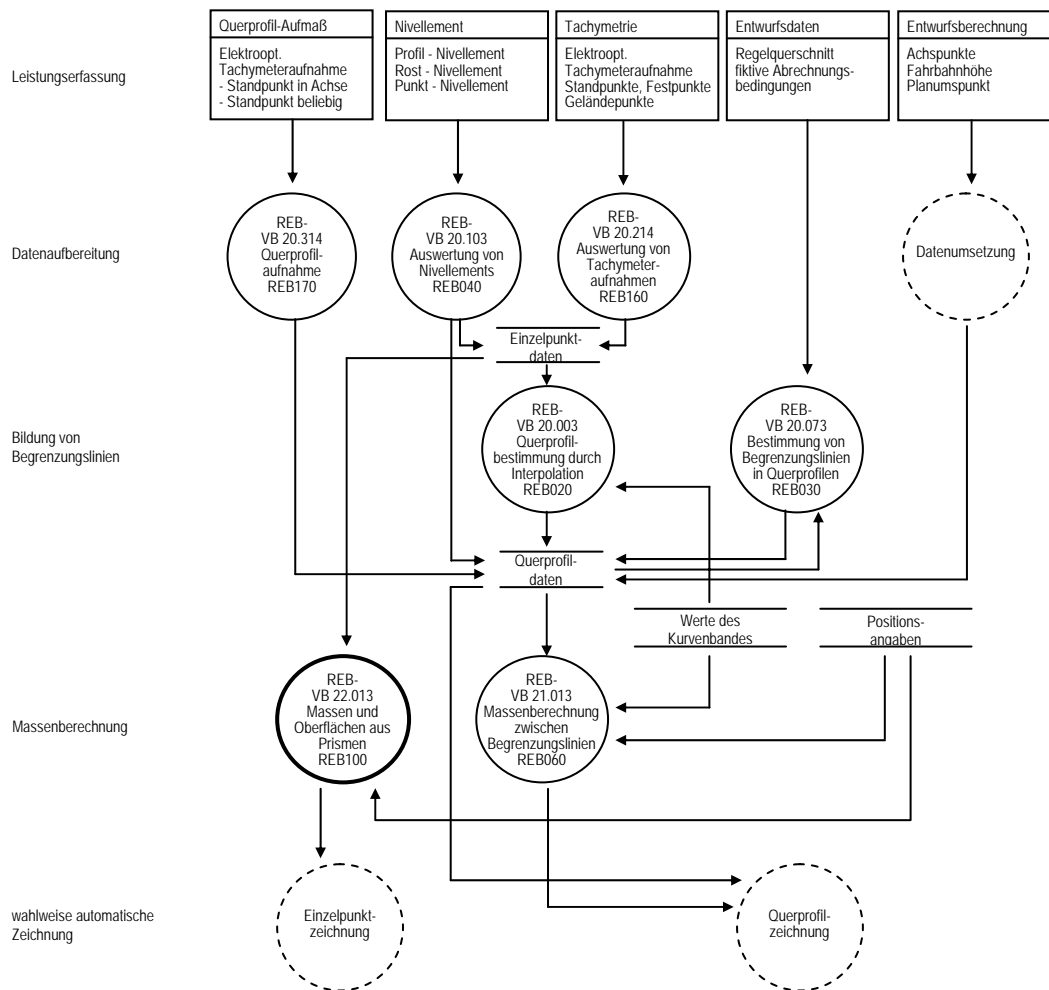 Leistungserfassung
Querprofil-Aufmaß
Elektroopt.
Tachymeteraufnahme
- Standpunkt in Achse
- Standpunkt beliebig
Nivellement
Profil - Nivellement
Rost - Nivellement
Punkt - Nivellement
Tachymetrie
Elektroopt.
Tachymeteraufnahme
Standpunkte, Festpunkte
Geländepunkte
Entwurfsdaten
Regelquerschnitt
fiktive Abrechnungs-
bedingungen
Entwurfsberechnung
Achspunkte
Fahrbahnhöhe
Planumspunkt
Datenaufbereitung
REB-
VB 20.314
Querprofil-
aufnahme
REB170
REB-
VB 20.103
Auswertung von
Nivellements
REB040
REB-
VB 20.214
Auswertung von
Tachymeter-
aufnahmen
REB160
Datenumsetzung
Einzelpunkt-
daten
Bildung von
Begrenzungslinien
REB-
VB 20.003
Querprofil-
bestimmung durch
Interpolation
REB020
REB-
VB 20.073
Bestimmung von
Begrenzungslinien
in Querprofilen
REB030
Querprofil-
daten
Werte des
Kurvenbandes
Positions-
angaben
Massenberechnung
REB-
VB 22.013
Massen und
Oberflächen aus
Prismen
REB100
REB-
VB 21.013
Massenberechnung
zwischen
Begrenzungslinien
REB060
wahlweise automatische
Zeichnung
Einzelpunkt-
zeichnung
Querprofil-
zeichnung